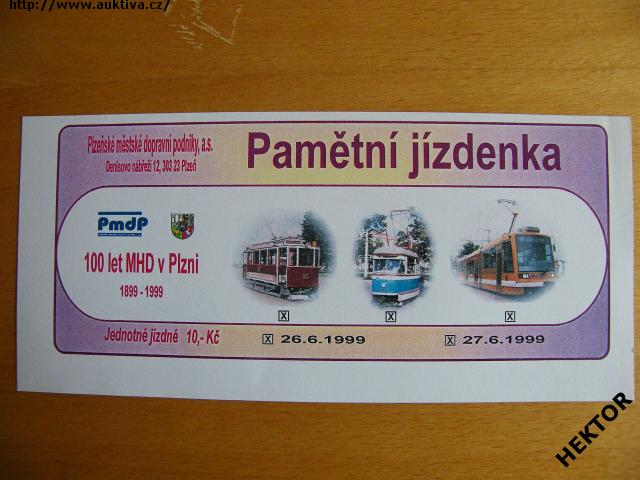 http://www.auktiva.cz/
Plzeňské městské dopravní podniky, a.s.
Denisovo nábřeží 12, 303 23 Plzeň
Pamětní jízdenka
PmdP
100 let MHD v Plzni
1899 - 1999
Jednotné jízdné 10,- Kč
26.6.1999
27.6.1999
HEKTOR